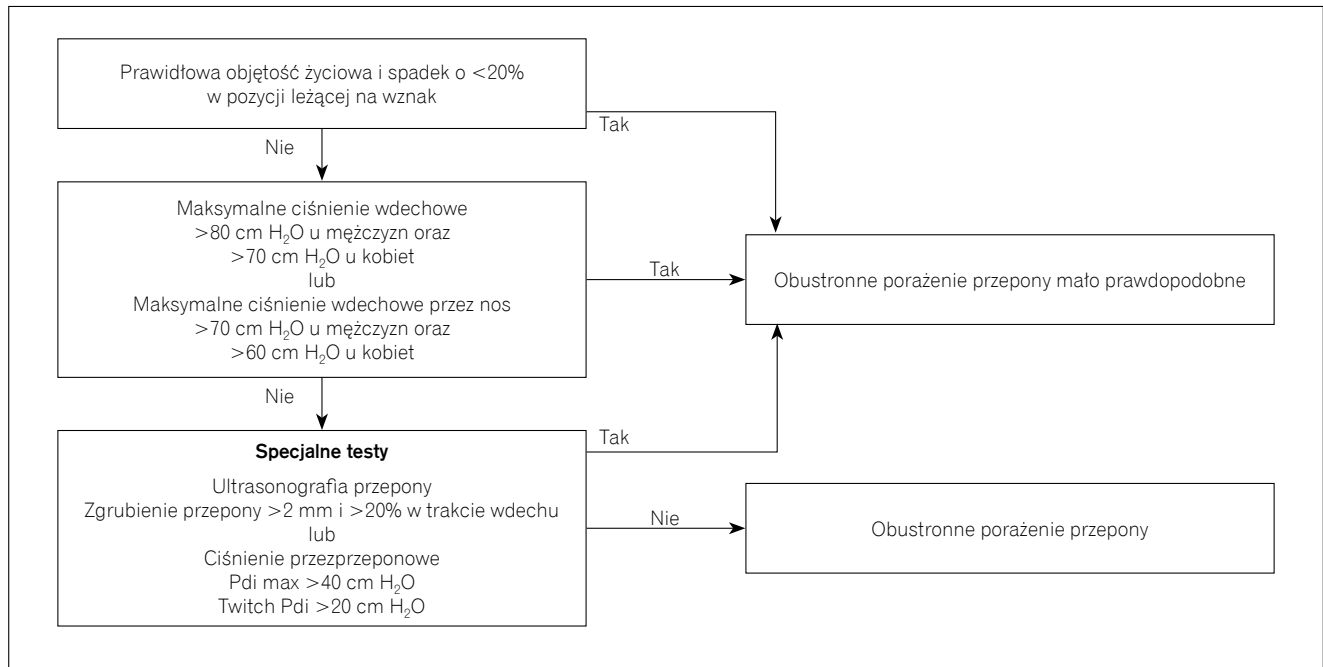 Prawidłowa objętość życiowa i spadek o <20%
w pozycji leżącej na wznak
Tak
Nie
Maksymalne ciśnienie wdechowe
>80 cm H₂O u mężczyzn oraz
>70 cm H₂O u kobiet
lub
Maksymalne ciśnienie wdechowe przez nos
>70 cm H₂O u mężczyzn oraz
>60 cm H₂O u kobiet
Tak
Obustronne porażenie przepony mało prawdopodobne
Nie
Specjalne testy
Ultrasonografia przepony
Zgrubienie przepony >2 mm i >20% w trakcie wdechu
lub
Ciśnienie przezprzeponowe
Pdi max >40 cm H₂O
Twitch Pdi >20 cm H₂O
Tak
Nie
Obustronne porażenie przepony